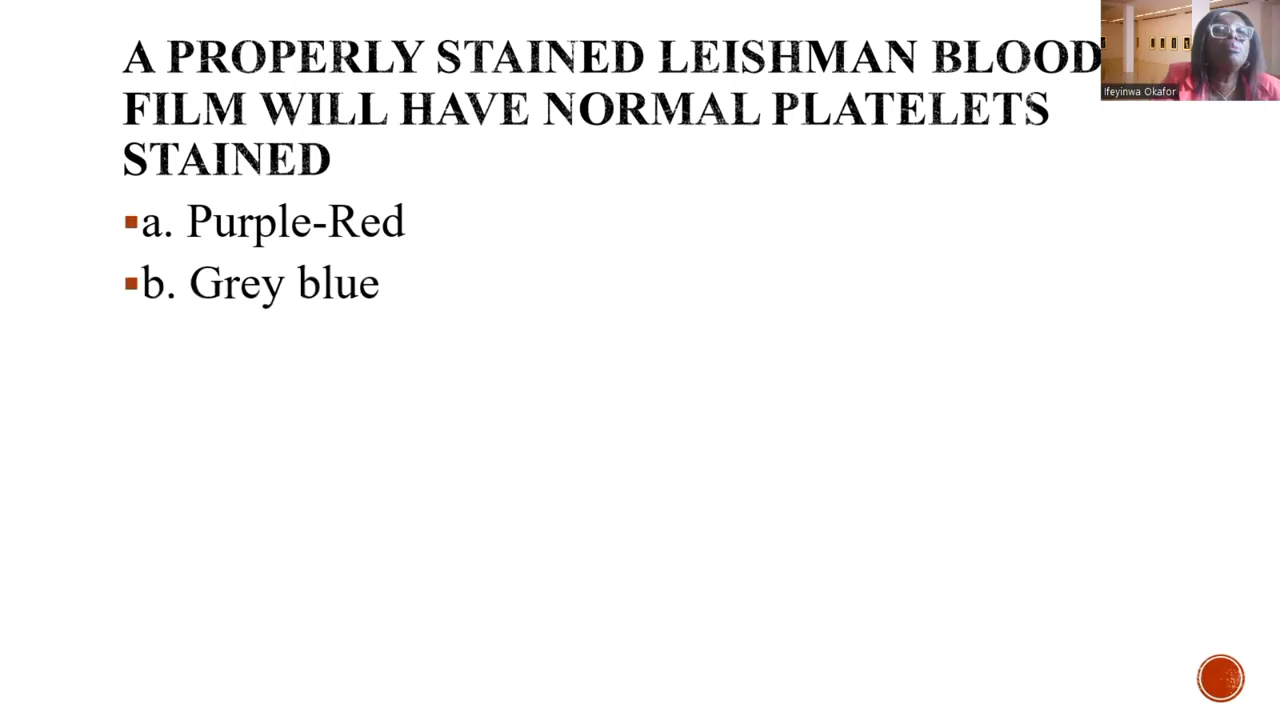 A PROPERLY STAINED LEISHMAN BLOOD
FILM WILL HAVE NORMAL PLATELETS
STAINED
a. Purple-Red
b. Grey blue
Ifeyinwa Okafor